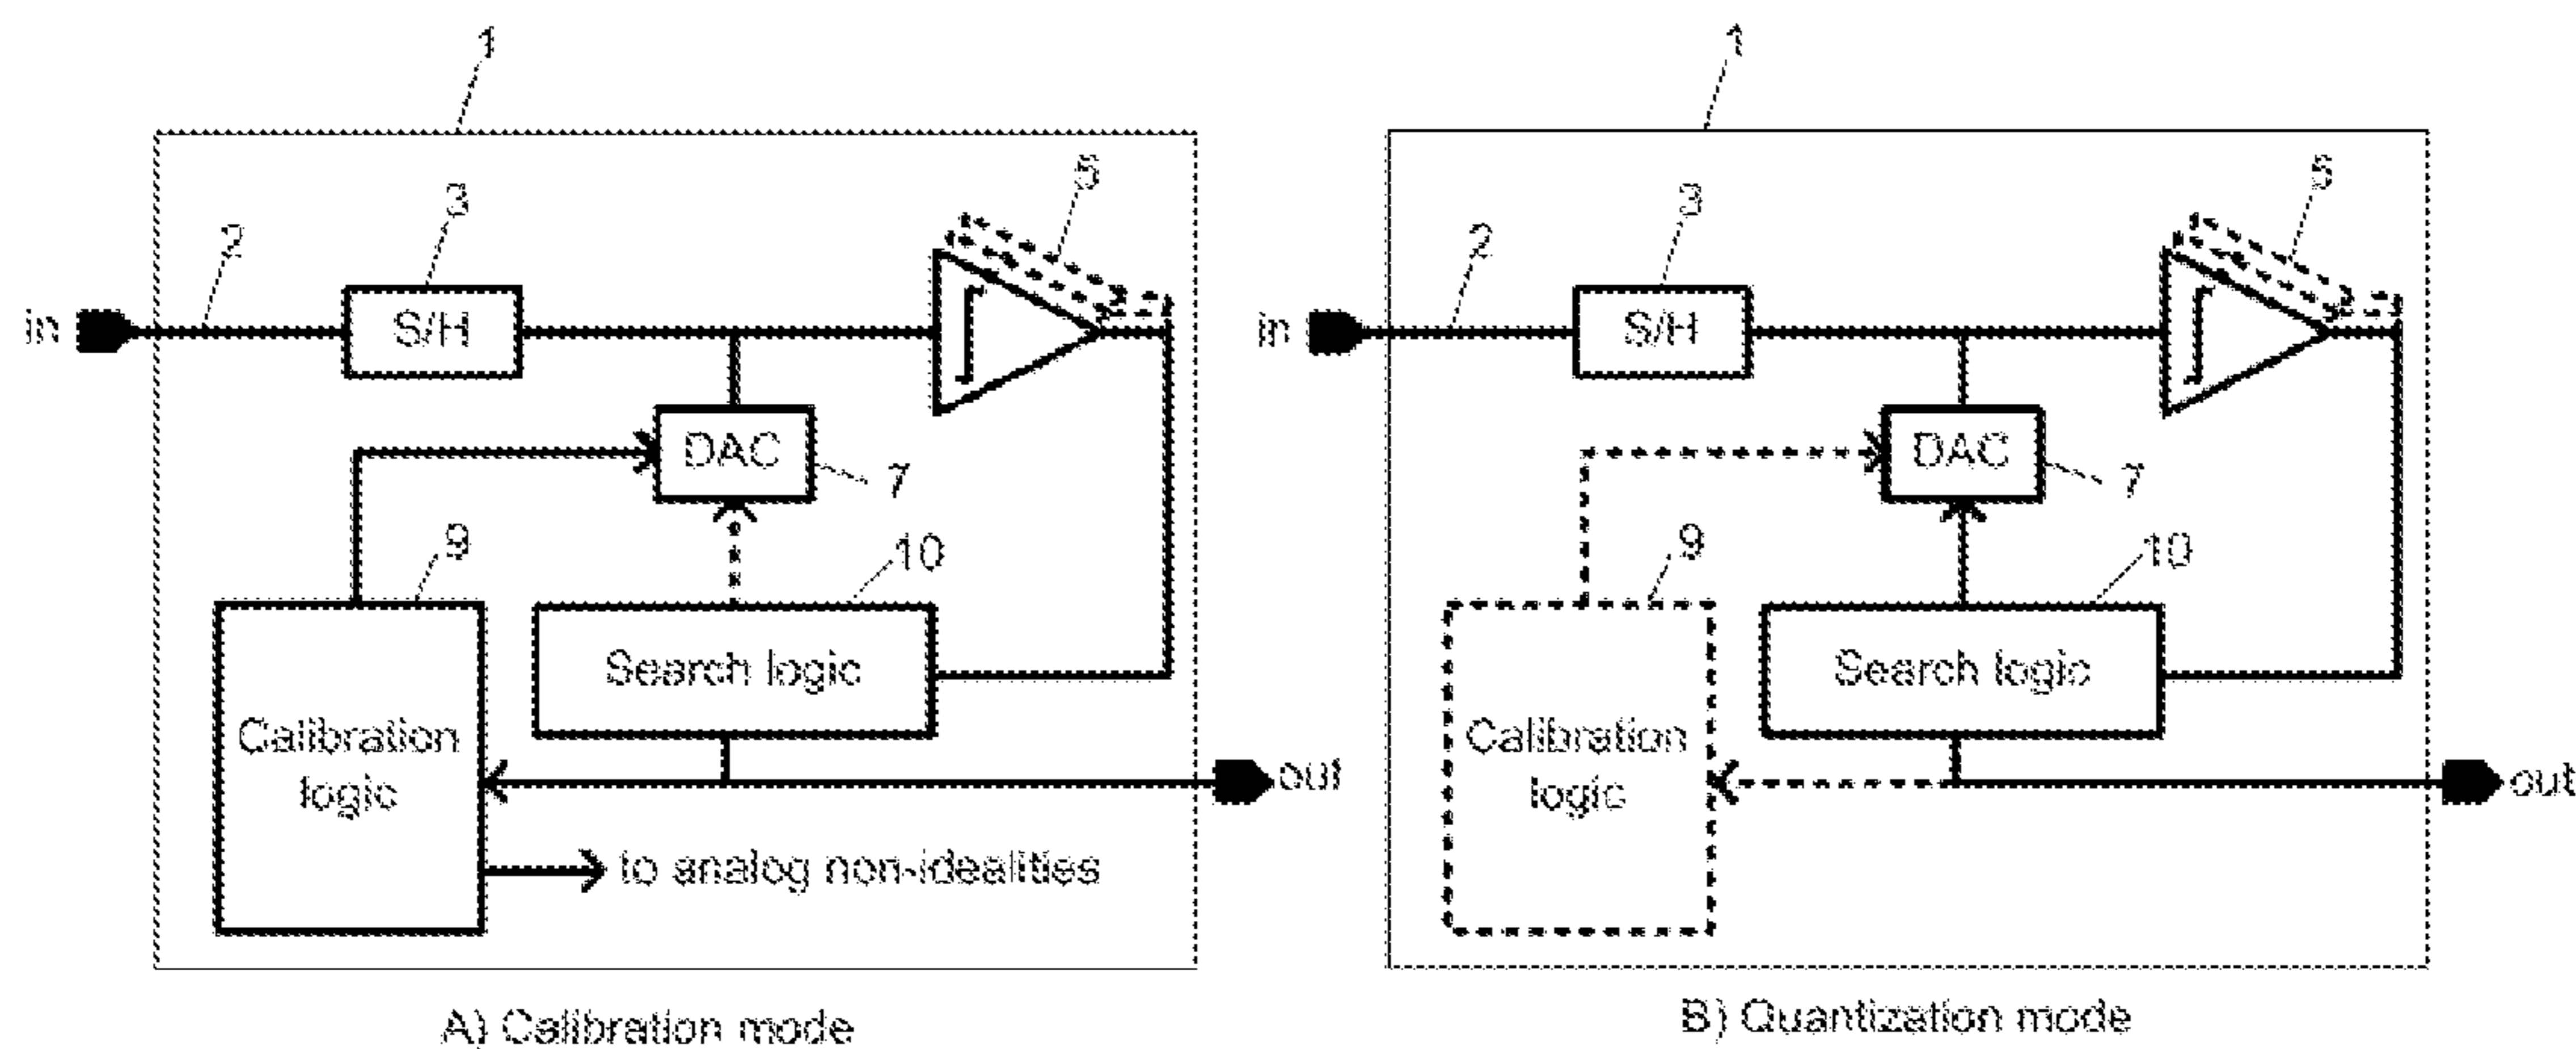 1
5
3
2
in
S/H
DAC
7
9
10
Search logic
Calibration
logic
out
to analog non-idealities
A) Calibration mode
1
5
3
2
in
S/H
DAC
7
9
10
Search logic
Calibration
logic
out
B) Quantization mode